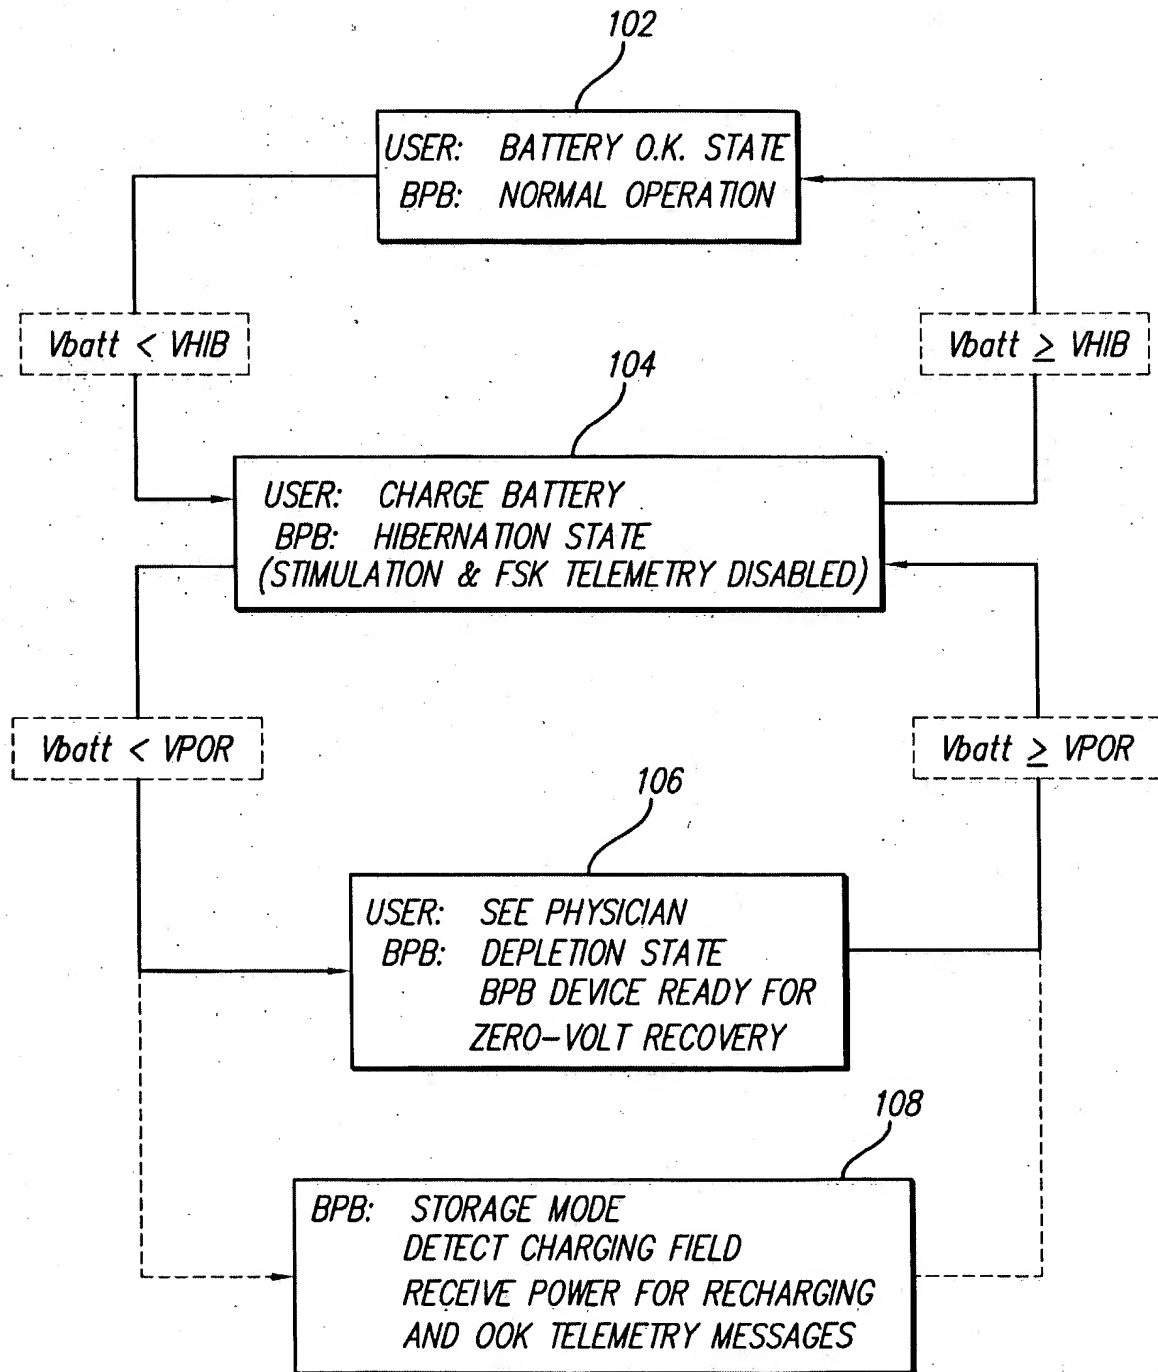 102
USER: BATTERY O.K. STATE
BPB: NORMAL OPERATION
Vbatt < VHIB
Vbatt ≥ VHIB
104
USER: CHARGE BATTERY
BPB: HIBERNATION STATE
(STIMULATION & FSK TELEMETRY DISABLED)
Vbatt < VPOR
Vbatt ≥ VPOR
106
USER: SEE PHYSICIAN
BPB: DEPLETION STATE
BPB DEVICE READY FOR
ZERO-VOLT RECOVERY
108
BPB: STORAGE MODE
DETECT CHARGING FIELD
RECEIVE POWER FOR RECHARGING
AND OOK TELEMETRY MESSAGES